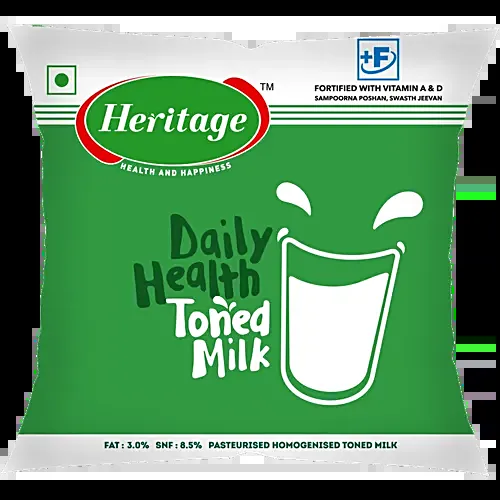 +F
FORTIFIED WITH VITAMIN A & D
SAMPOORNA POSHAN, SWASTH JEEVAN
Heritage TM
HEALTH AND HAPPINESS
Daily
Health
Toned
Milk
FAT : 3.0% SNF : 8.5% PASTEURISED HOMOGENISED TONED MILK